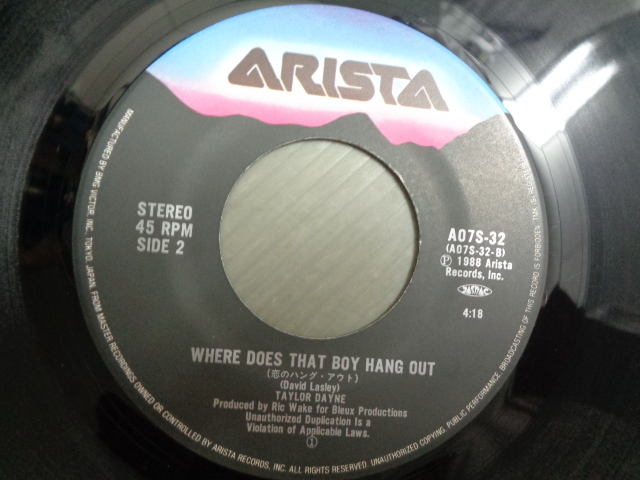 ARISTA
STEREO
45 RPM
SIDE 2
A07S-32
(A07S-32-B)
Ⓟ 1988 Arista
Records, Inc.
JASRAC
4:18
WHERE DOES THAT BOY HANG OUT
(恋のハング・アウト)
(David Lasley)
TAYLOR DAYNE
Produced by Ric Wake for Bieux Productions
Unauthorized Duplication is a
Violation of Applicable Laws.
①
MANUFACTURED BY BMG VICTOR, INC. TOKYO, JAPAN, FROM MASTER RECORDINGS OWNED OR CONTROLLED BY ARISTA RECORDS, INC. ALL RIGHTS RESERVED. UNAUTHORIZED COPYING, PUBLIC PERFORMANCE, BROADCASTING OF THIS RECORD IS FORBIDDEN.